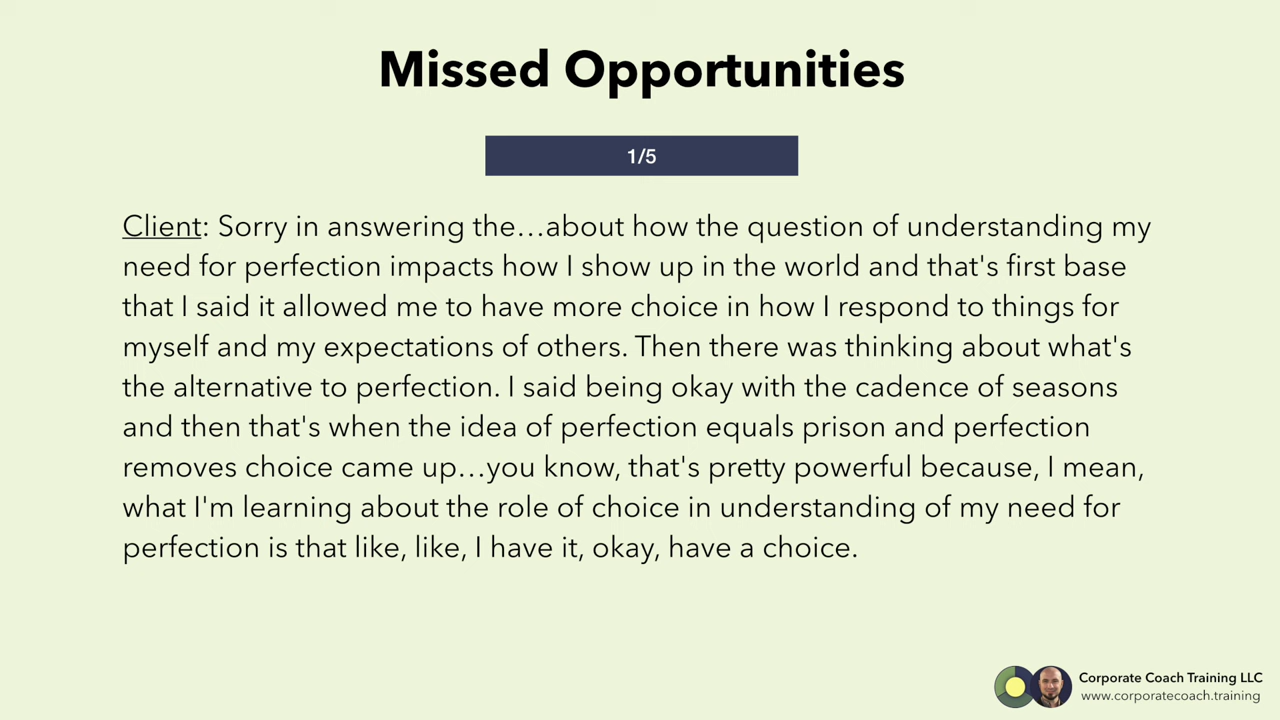 Missed Opportunities
1/5
Client: Sorry in answering the…about how the question of understanding my
need for perfection impacts how I show up in the world and that's first base
that I said it allowed me to have more choice in how I respond to things for
myself and my expectations of others. Then there was thinking about what's
the alternative to perfection. I said being okay with the cadence of seasons
and then that's when the idea of perfection equals prison and perfection
removes choice came up…you know, that's pretty powerful because, I mean,
what I'm learning about the role of choice in understanding of my need for
perfection is that like, like, I have it, okay, have a choice.
Corporate Coach Training LLC
www.corporatecoach.training